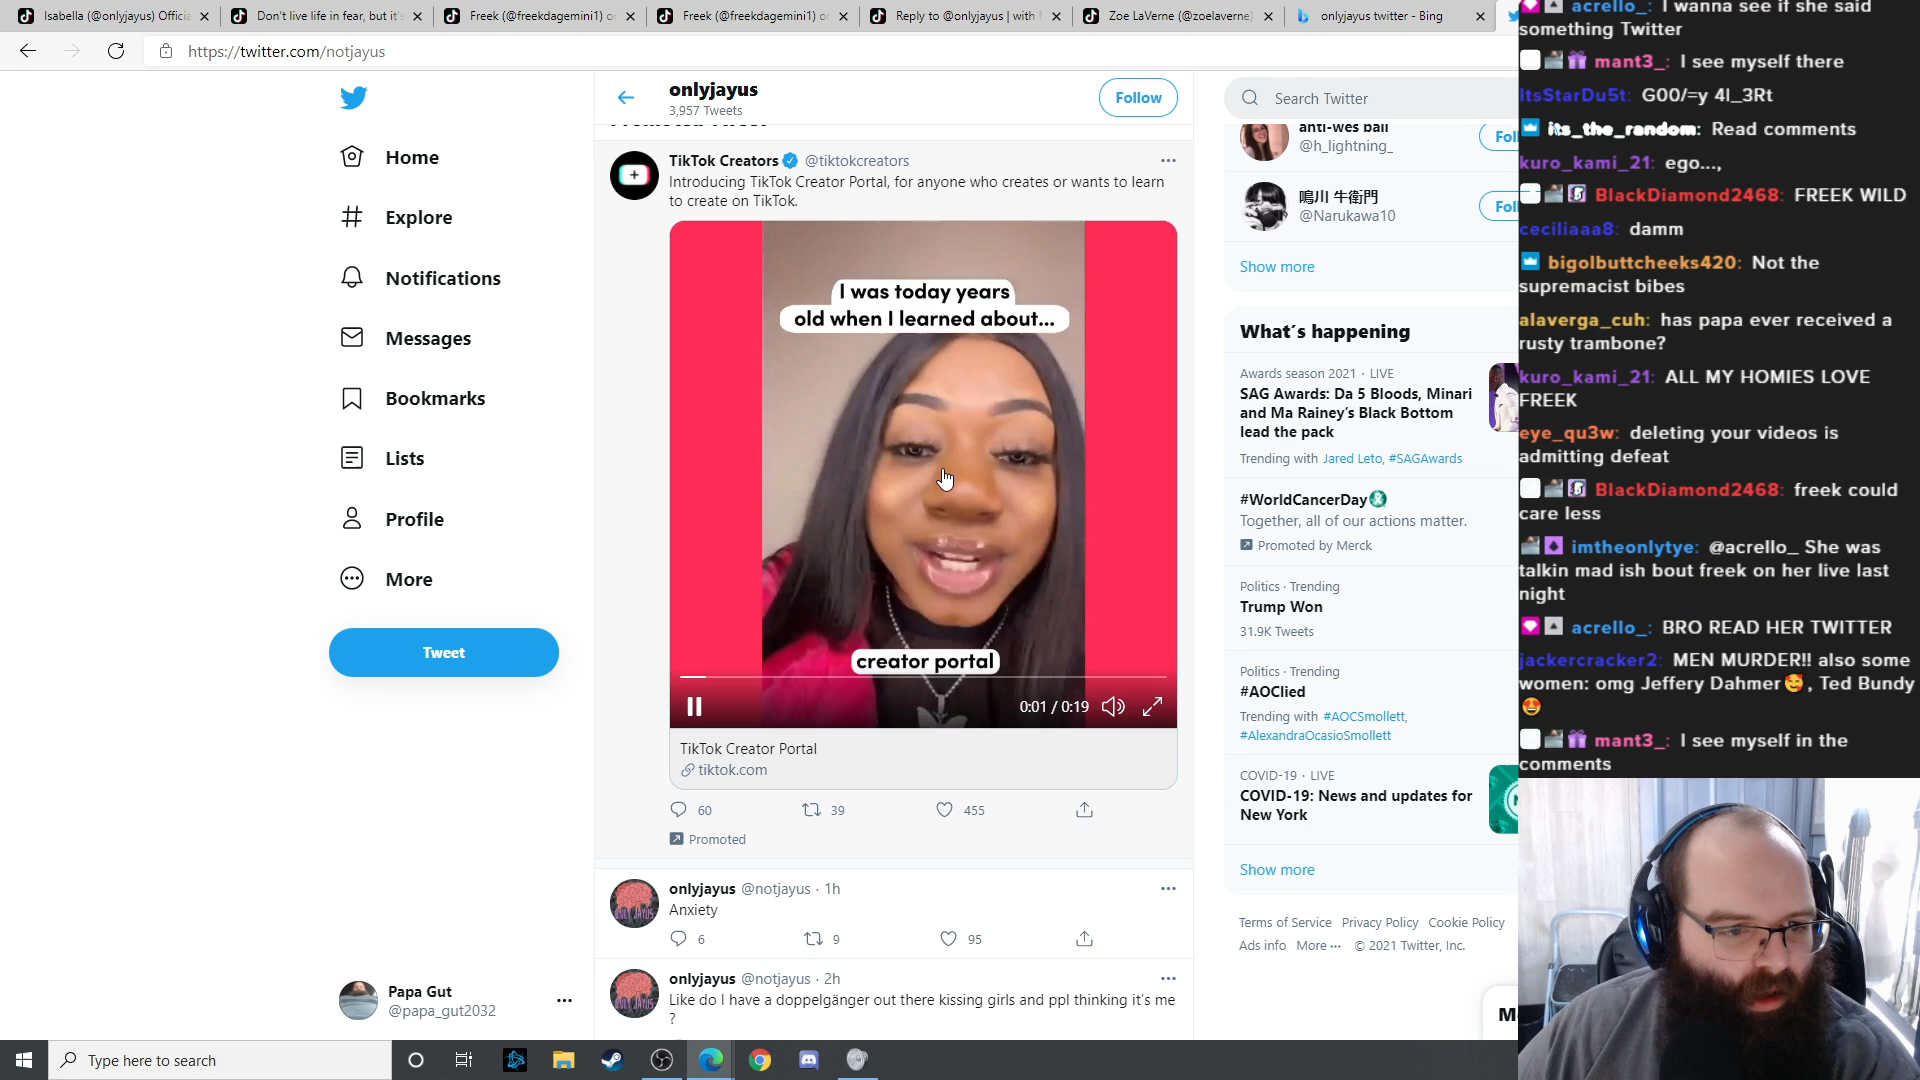 Isabella (@onlyjayus) Officia
Don't live life in fear, but it's
Freek (@freekdagemini1) or
Freek (@freekdagemini1) or
Reply to @onlyjayus | with
Zoe LaVerne (@zoelaverne)
onlyjayus twitter - Bing
https://twitter.com/notjayus
Home
Explore
Notifications
Messages
Bookmarks
Lists
Profile
More
Tweet
Papa Gut
@papa_gut2032
onlyjayus
3,957 Tweets
Follow
TikTok Creators @tiktokcreators
Introducing TikTok Creator Portal, for anyone who creates or wants to learn
to create on TikTok.
I was today years
old when I learned about...
creator portal
0:01 / 0:19
TikTok Creator Portal
tiktok.com
60 39 455
Promoted
onlyjayus @notjayus · 1h
Anxiety
6 9 95
onlyjayus @notjayus · 2h
Like do I have a doppelgänger out there kissing girls and ppl thinking it's me
?
Search Twitter
anti-wes ball
@h_lightning_
Foll
鳴川 牛衛門
@Narukawa10
Foll
Show more
What's happening
Awards season 2021 · LIVE
SAG Awards: Da 5 Bloods, Minari
and Ma Rainey's Black Bottom
lead the pack
Trending with Jared Leto, #SAGAwards
#WorldCancerDay
Together, all of our actions matter.
Promoted by Merck
Politics · Trending
Trump Won
31.9K Tweets
Politics · Trending
#AOClied
Trending with #AOCSmollett,
#AlexandraOcasioSmollett
COVID-19 · LIVE
COVID-19: News and updates for
New York
Show more
Terms of Service Privacy Policy Cookie Policy
Ads info More ··· © 2021 Twitter, Inc.
acrello_: I wanna see if she said
something Twitter
mant3_: I see myself there
ItsStarDu5t: G00/=y 4l_3Rt
its_the_random: Read comments
kuro_kami_21: ego...,
BlackDiamond2468: FREEK WILD
ceciliaaa8: damm
bigolbuttcheeks420: Not the
supremacist bibes
alaverga_cuh: has papa ever received a
rusty trambone?
kuro_kami_21: ALL MY HOMIES LOVE
FREEK
eye_qu3w: deleting your videos is
admitting defeat
BlackDiamond2468: freek could
care less
imtheonlytye: @acrello_ She was
talkin mad ish bout freek on her live last
night
acrello_: BRO READ HER TWITTER
jackercracker2: MEN MURDER!! also some
women: omg Jeffery Dahmer🥰, Ted Bundy
😍
mant3_: I see myself in the
comments
Type here to search